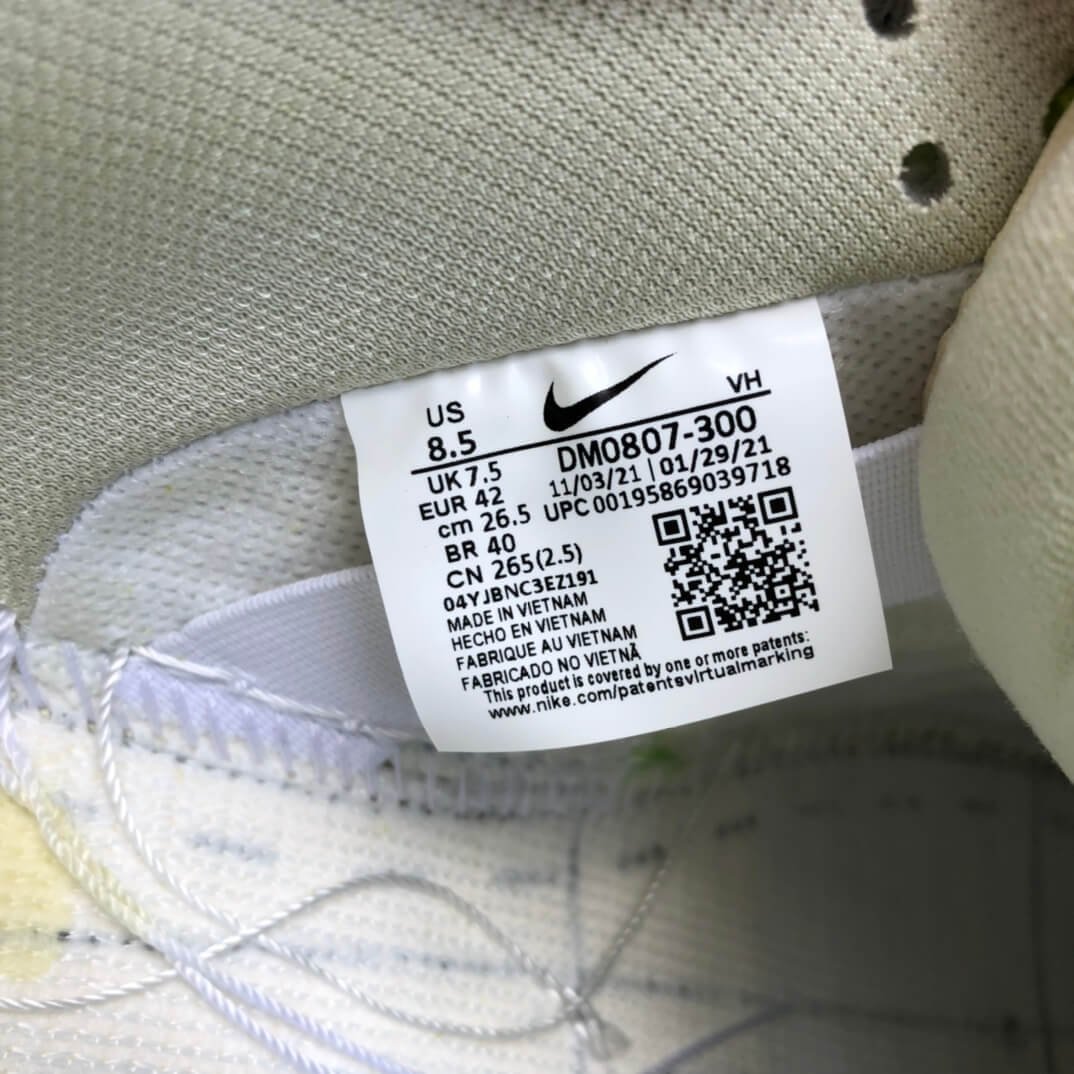 US
8.5
VH
UK 7.5
DM0807-300
EUR 42
11/03/21 | 01/29/21
cm 26.5
UPC 00195869039718
BR 40
CN 265(2.5)
04YJBNC3EZ191
MADE IN VIETNAM
HECHO EN VIETNAM
FABRIQUE AU VIETNAM
FABRICADO NO VIETNÃ
This product is covered by one or more patents:
www.nike.com/patentsvirtualmarking